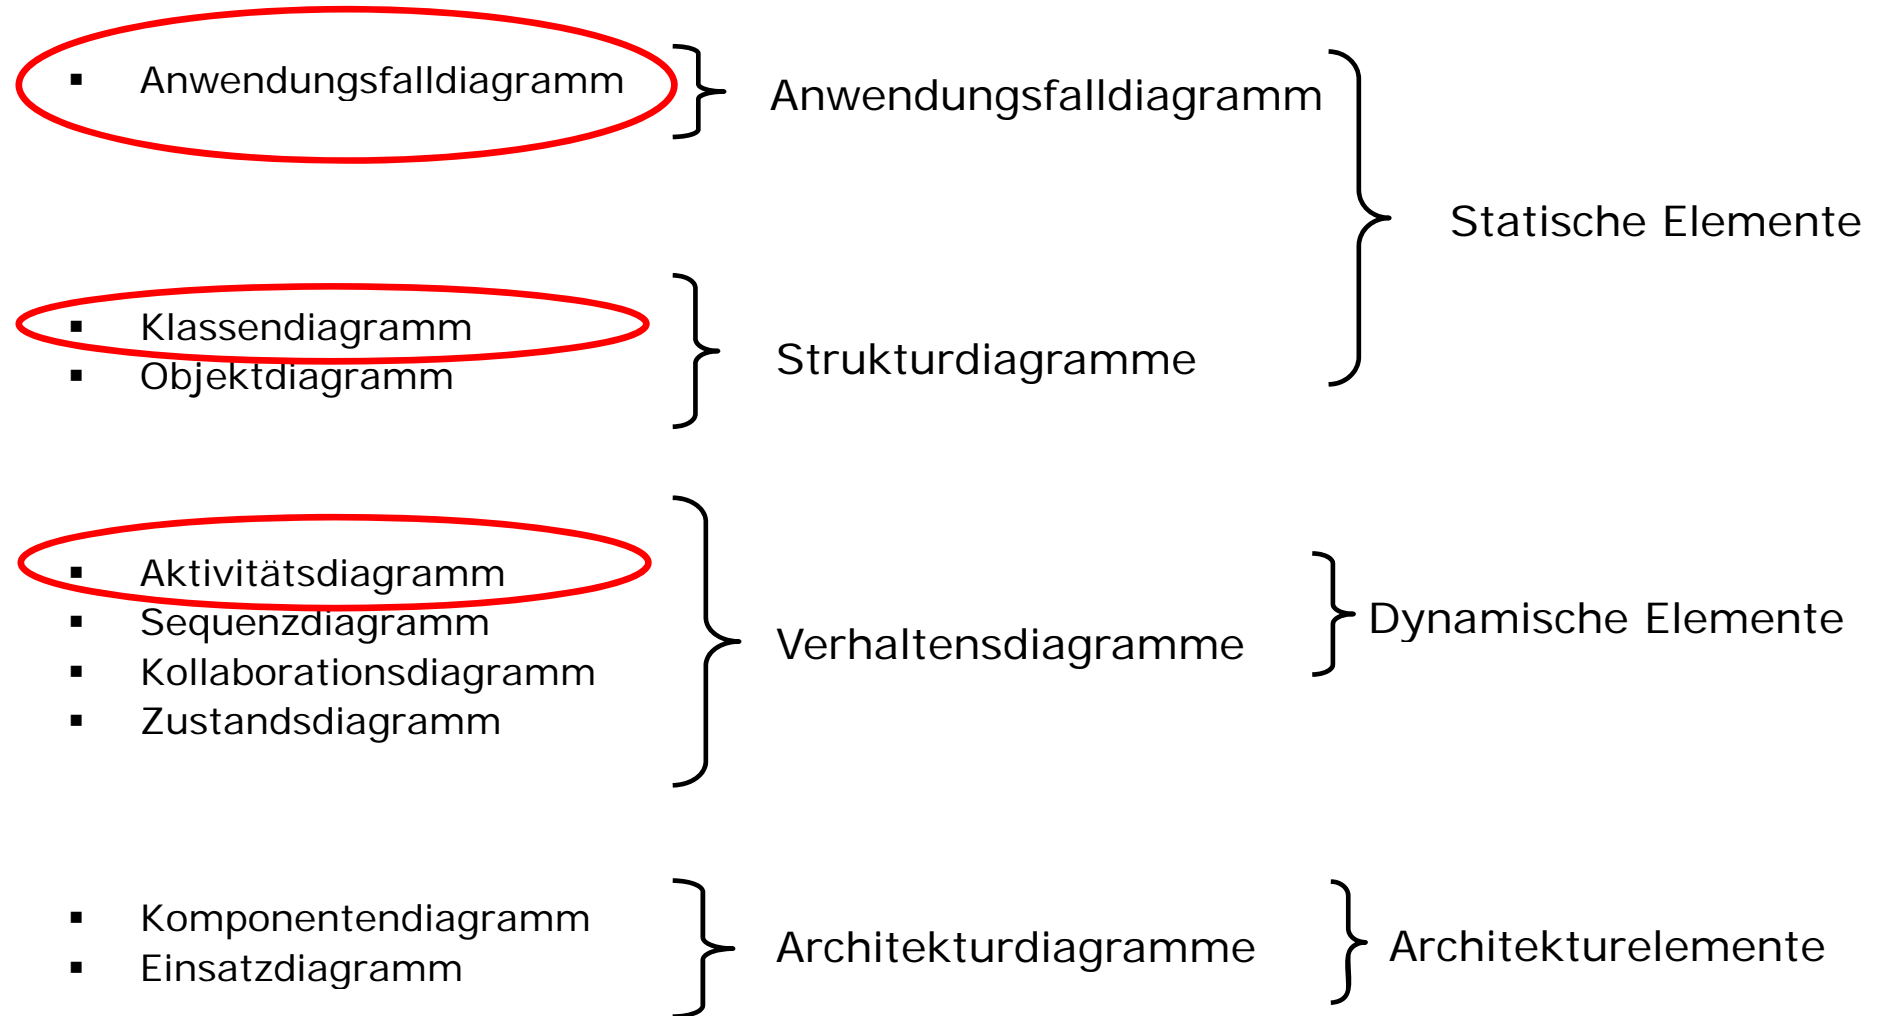 ▪ Anwendungsfalldiagramm
Anwendungsfalldiagramm
Statische Elemente
▪ Klassendiagramm
▪ Objektdiagramm
Strukturdiagramme
▪ Aktivitätsdiagramm
▪ Sequenzdiagramm
▪ Kollaborationsdiagramm
▪ Zustandsdiagramm
Verhaltensdiagramme
Dynamische Elemente
▪ Komponentendiagramm
▪ Einsatzdiagramm
Architekturdiagramme
Architekturelemente